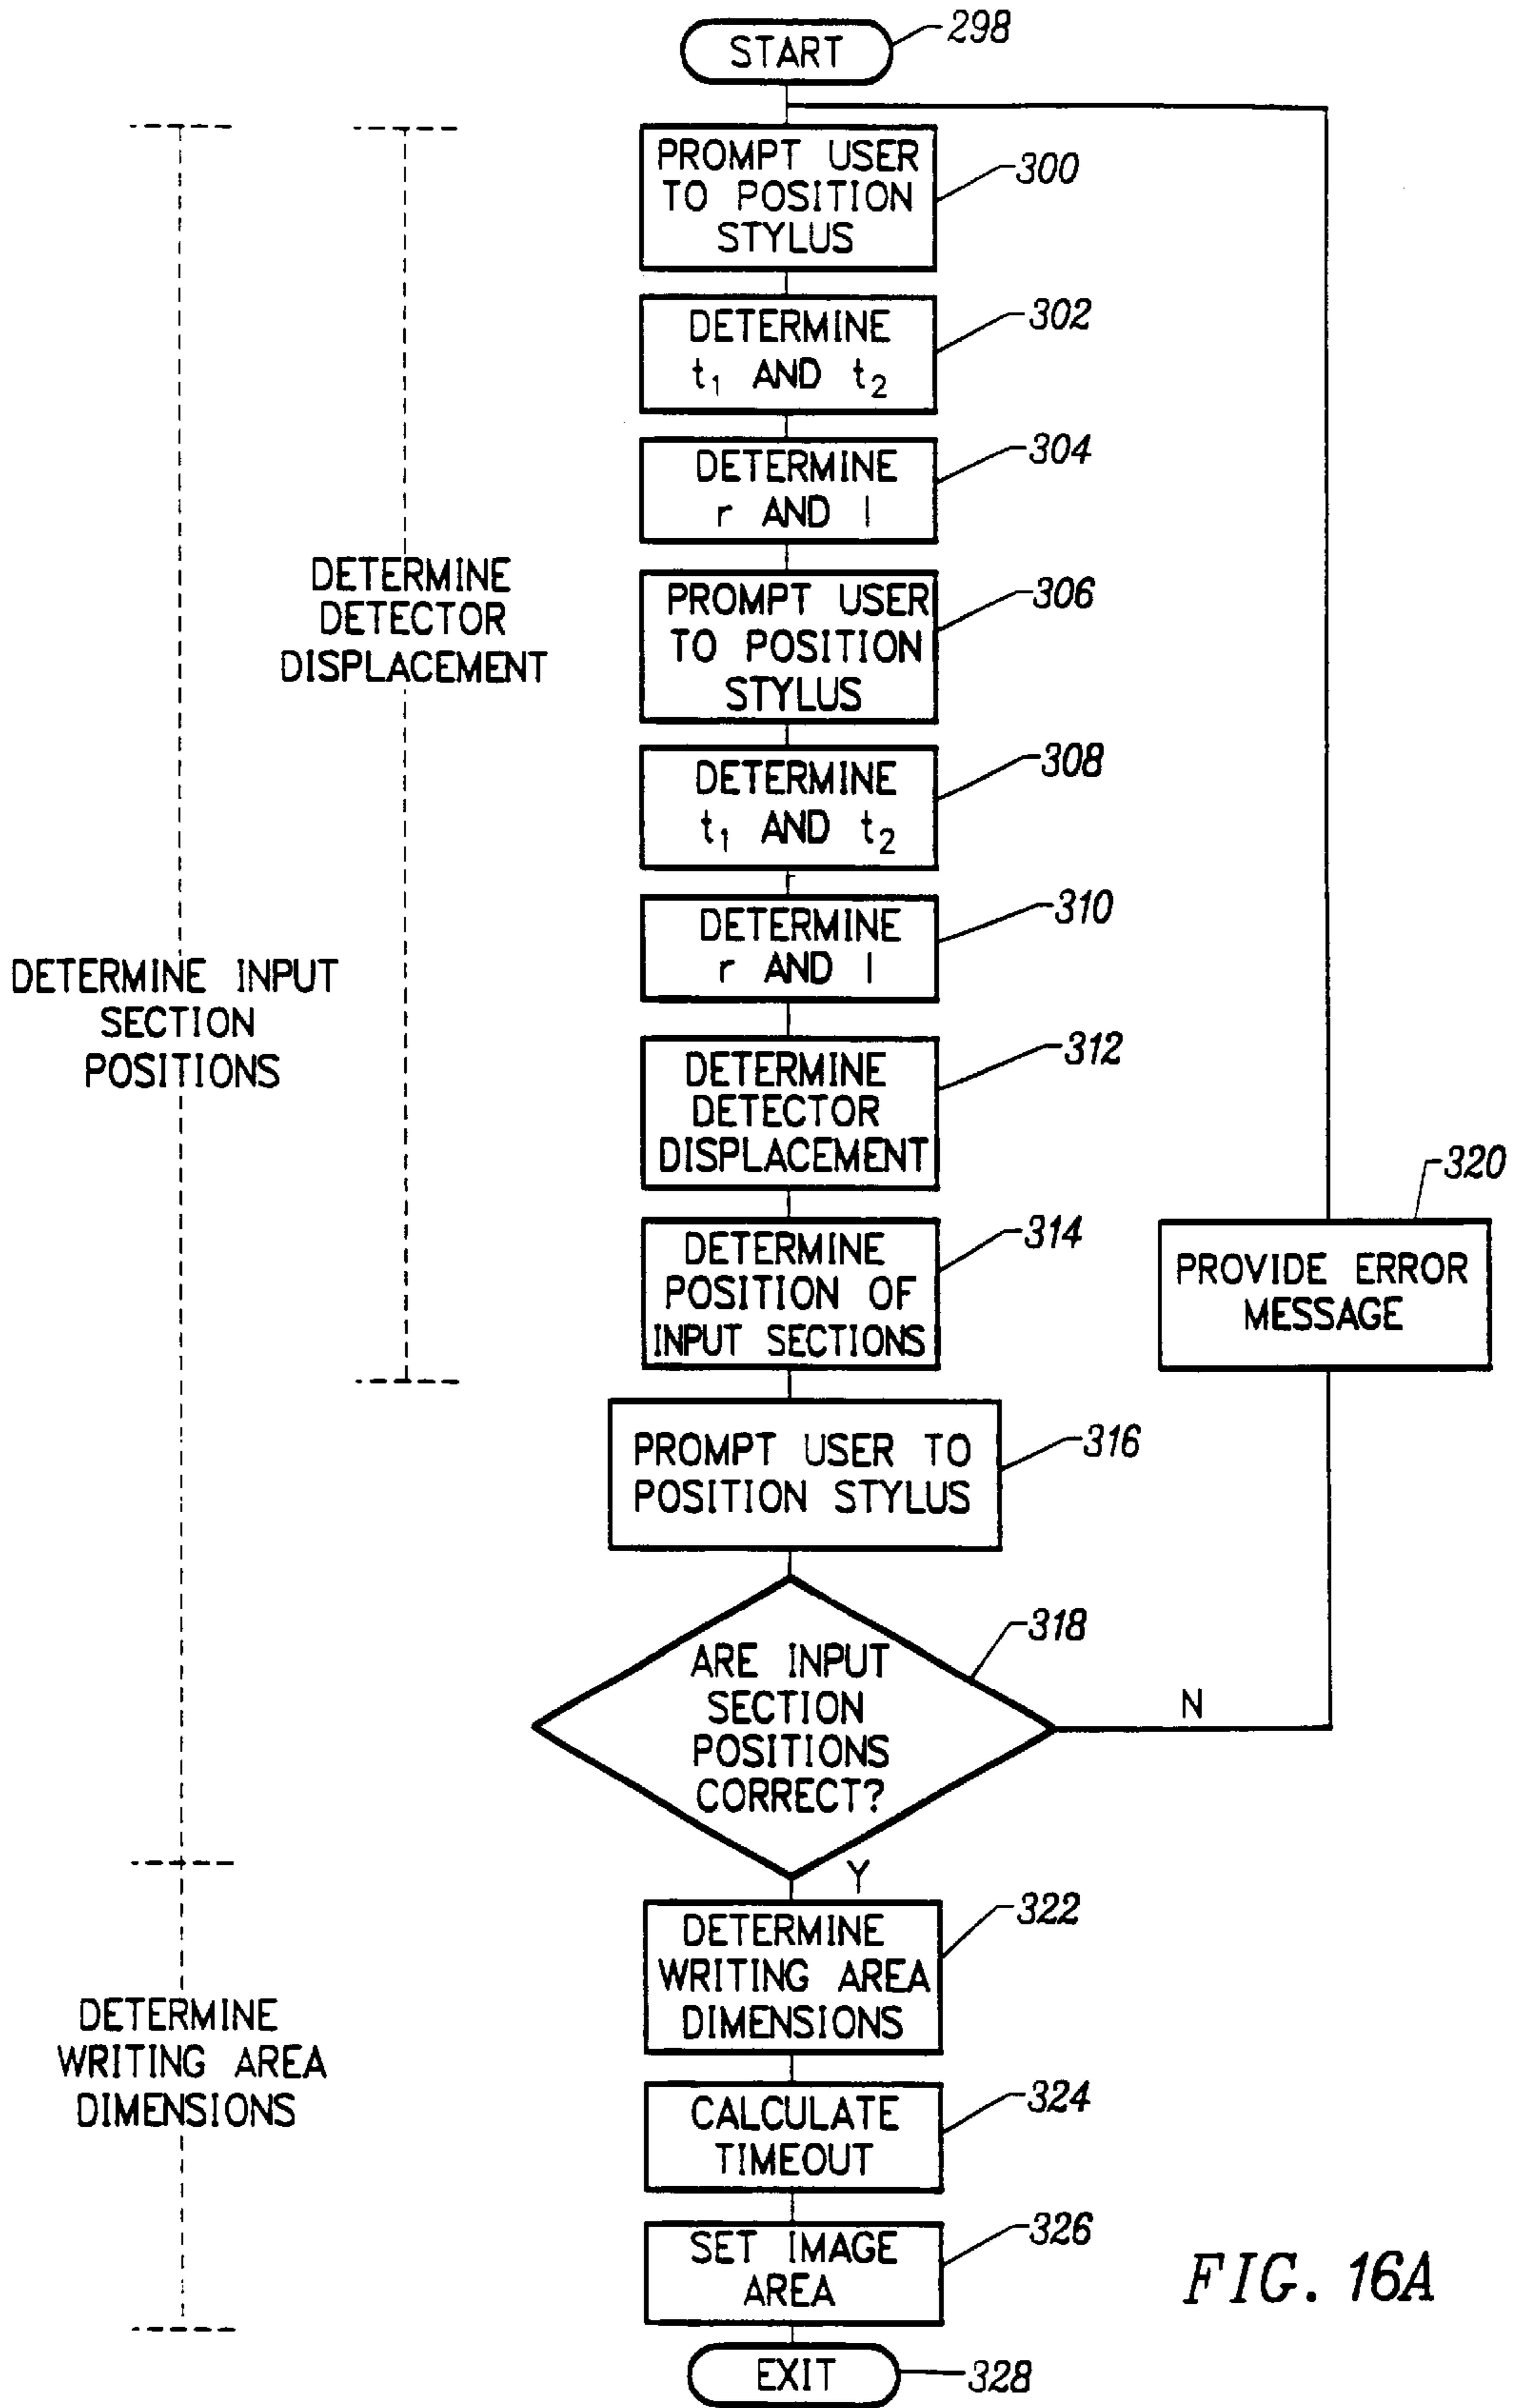 START
298
PROMPT USER
TO POSITION
STYLUS
300
DETERMINE
t₁ AND t₂
302
DETERMINE
r AND l
304
PROMPT USER
TO POSITION
STYLUS
306
DETERMINE
t₁ AND t₂
308
DETERMINE
r AND l
310
DETERMINE
DETECTOR
DISPLACEMENT
312
DETERMINE
POSITION OF
INPUT SECTIONS
314
PROMPT USER TO
POSITION STYLUS
316
ARE INPUT
SECTION
POSITIONS
CORRECT?
318
N
PROVIDE ERROR
MESSAGE
320
Y
DETERMINE
WRITING AREA
DIMENSIONS
322
CALCULATE
TIMEOUT
324
SET IMAGE
AREA
326
EXIT
328
DETERMINE
DETECTOR
DISPLACEMENT
DETERMINE INPUT
SECTION
POSITIONS
DETERMINE
WRITING AREA
DIMENSIONS
FIG. 16A